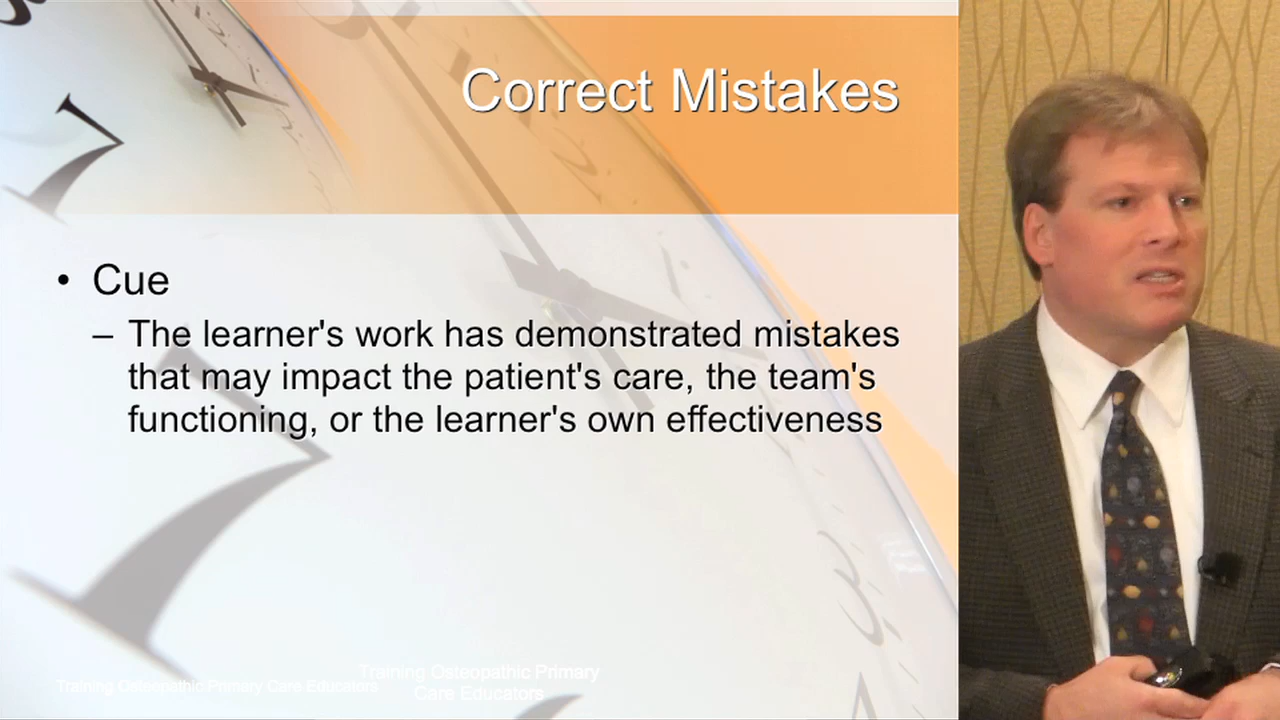 Correct Mistakes
• Cue
– The learner's work has demonstrated mistakes
that may impact the patient's care, the team's
functioning, or the learner's own effectiveness
Training Osteopathic Primary Care Educators
Training Osteopathic Primary
Care Educators